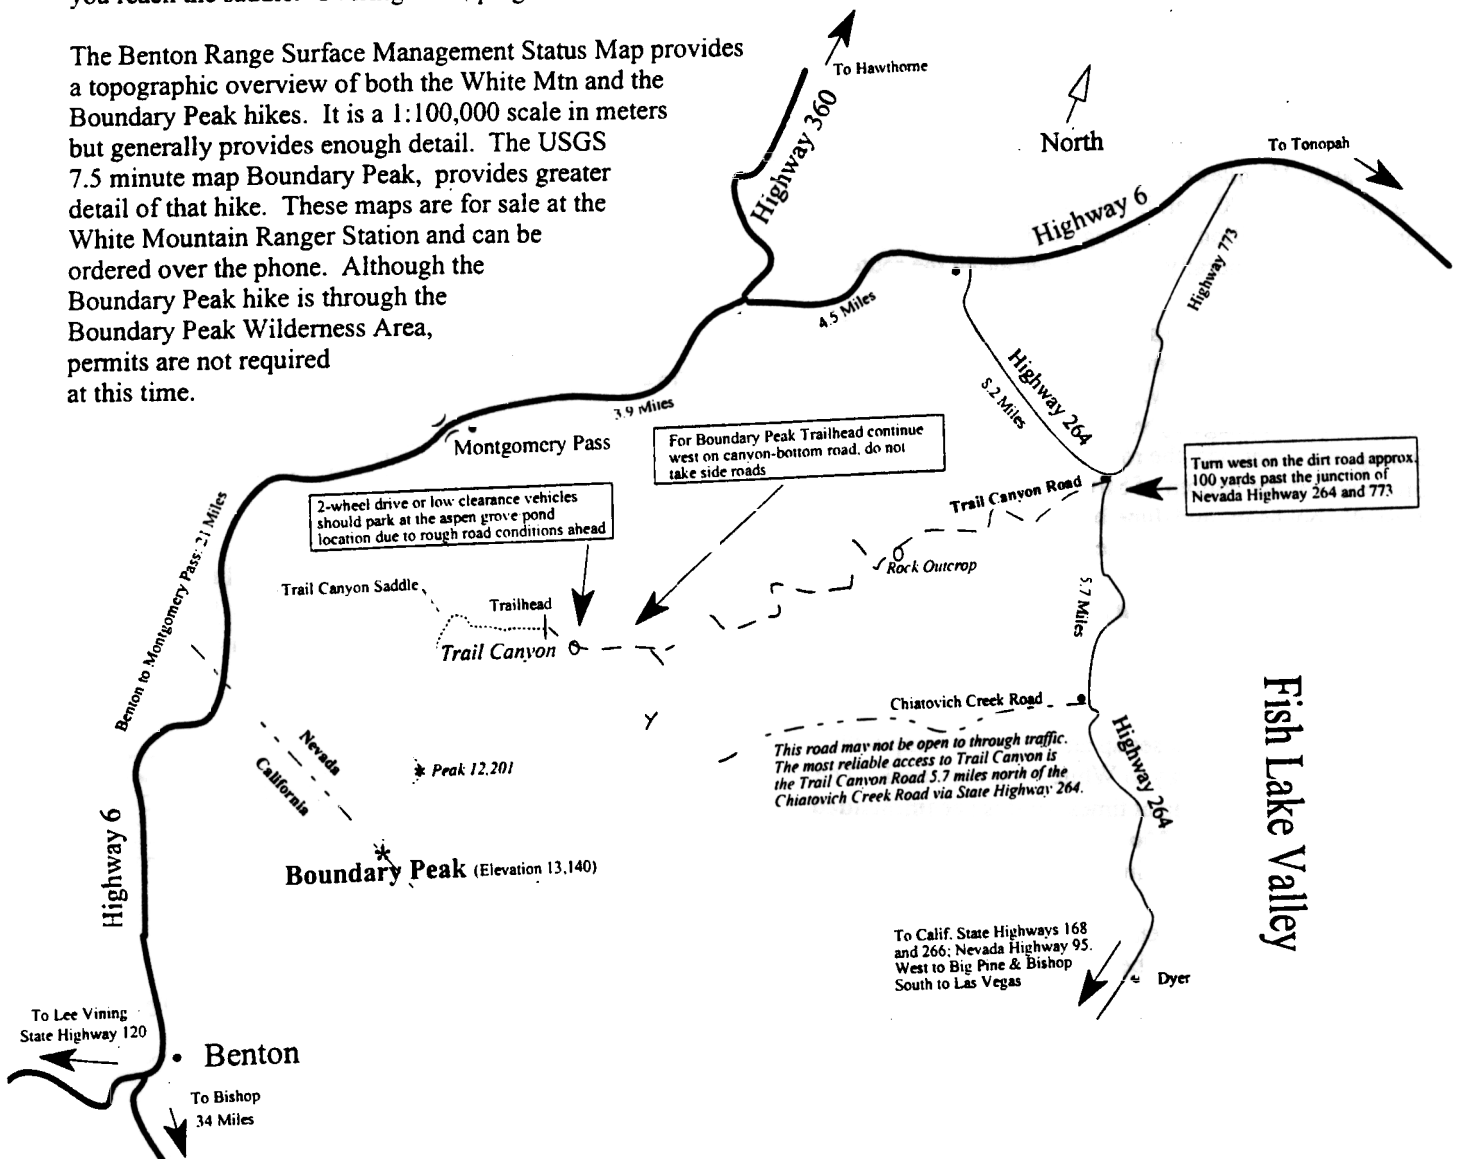 you reach the saddle.
The Benton Range Surface Management Status Map provides
a topographic overview of both the White Mtn and the
Boundary Peak hikes. It is a 1:100,000 scale in meters
but generally provides enough detail. The USGS
7.5 minute map Boundary Peak, provides greater
detail of that hike. These maps are for sale at the
White Mountain Ranger Station and can be
ordered over the phone. Although the
Boundary Peak hike is through the
Boundary Peak Wilderness Area,
permits are not required
at this time.
To Hawthorne
Highway 360
North
To Tonopah
Highway 6
Highway 773
4.5 Miles
Highway 264
8.2 Miles
3.9 Miles
Montgomery Pass
For Boundary Peak Trailhead continue
west on canyon-bottom road, do not
take side roads
Turn west on the dirt road approx.
100 yards past the junction of
Nevada Highway 264 and 773
2-wheel drive or low clearance vehicles
should park at the aspen grove pond
location due to rough road conditions ahead
Trail Canyon Road
Rock Outcrop
Benton to Montgomery Pass: 21 Miles
Trail Canyon Saddle
Trailhead
Trail Canyon
5.7 Miles
Chiatovich Creek Road
This road may not be open to through traffic.
The most reliable access to Trail Canyon is
the Trail Canyon Road 5.7 miles north of the
Chiatovich Creek Road via State Highway 264.
Highway 264
Fish Lake Valley
Nevada
California
Peak 12,201
Boundary Peak (Elevation 13,140)
Highway 6
To Calif. State Highways 168
and 266; Nevada Highway 95.
West to Big Pine & Bishop
South to Las Vegas
Dyer
To Lee Vining
State Highway 120
Benton
To Bishop
34 Miles